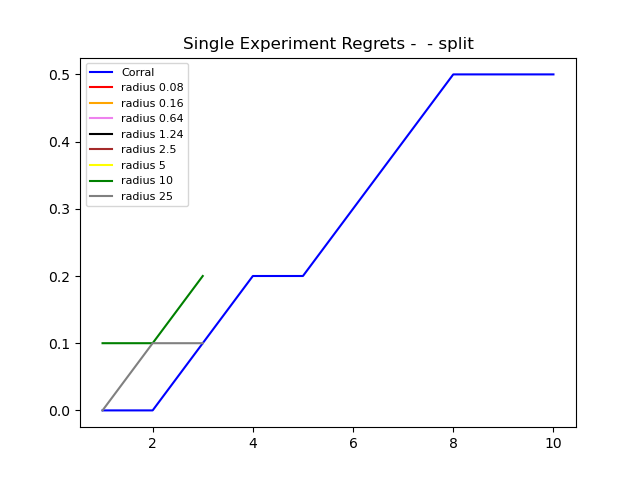 Single Experiment Regrets -  - split
Corral
radius 0.08
radius 0.16
radius 0.64
radius 1.24
radius 2.5
radius 5
radius 10
radius 25
0.5
0.4
0.3
0.2
0.1
0.0
2 4 6 8 10